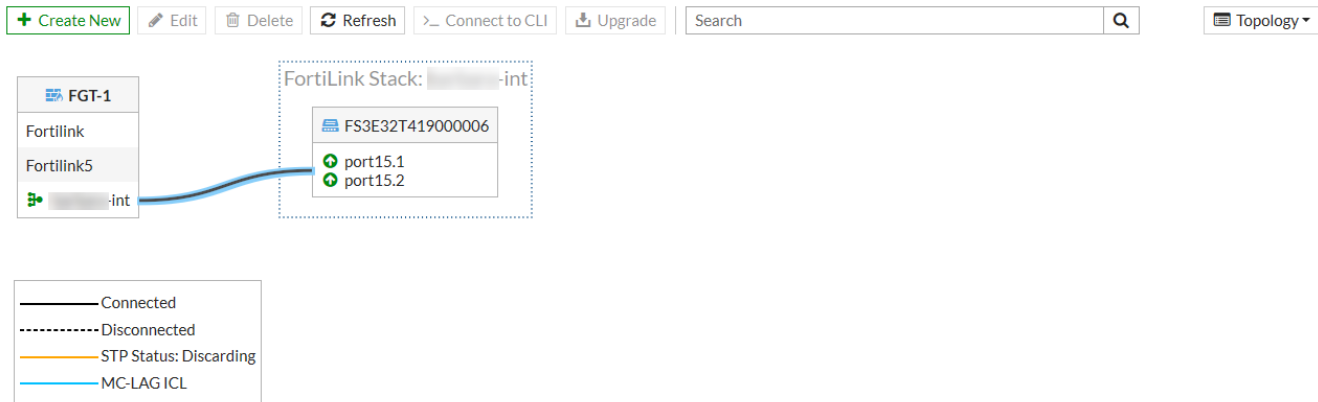 Create New Edit Delete Refresh >_ Connect to CLI Upgrade Search Topology
FortiLink Stack: -int
FGT-1
Fortilink
Fortilink5
-int
FS3E32T419000006
port15.1
port15.2
Connected
Disconnected
STP Status: Discarding
MC-LAG ICL